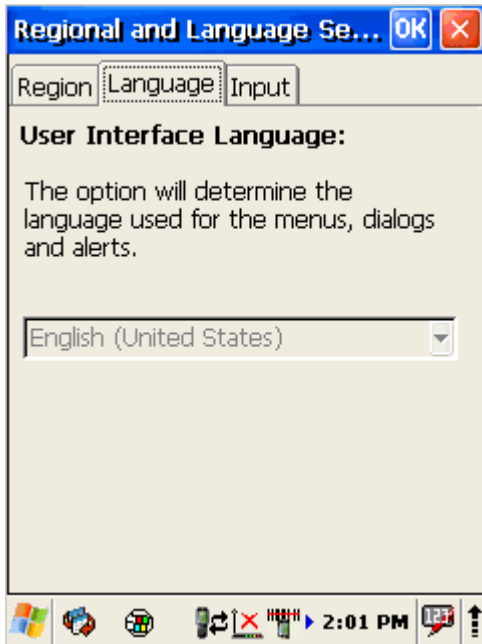 Regional and Language Se... OK
Region Language Input
User Interface Language:
The option will determine the
language used for the menus, dialogs
and alerts.
English (United States)
2:01 PM 123